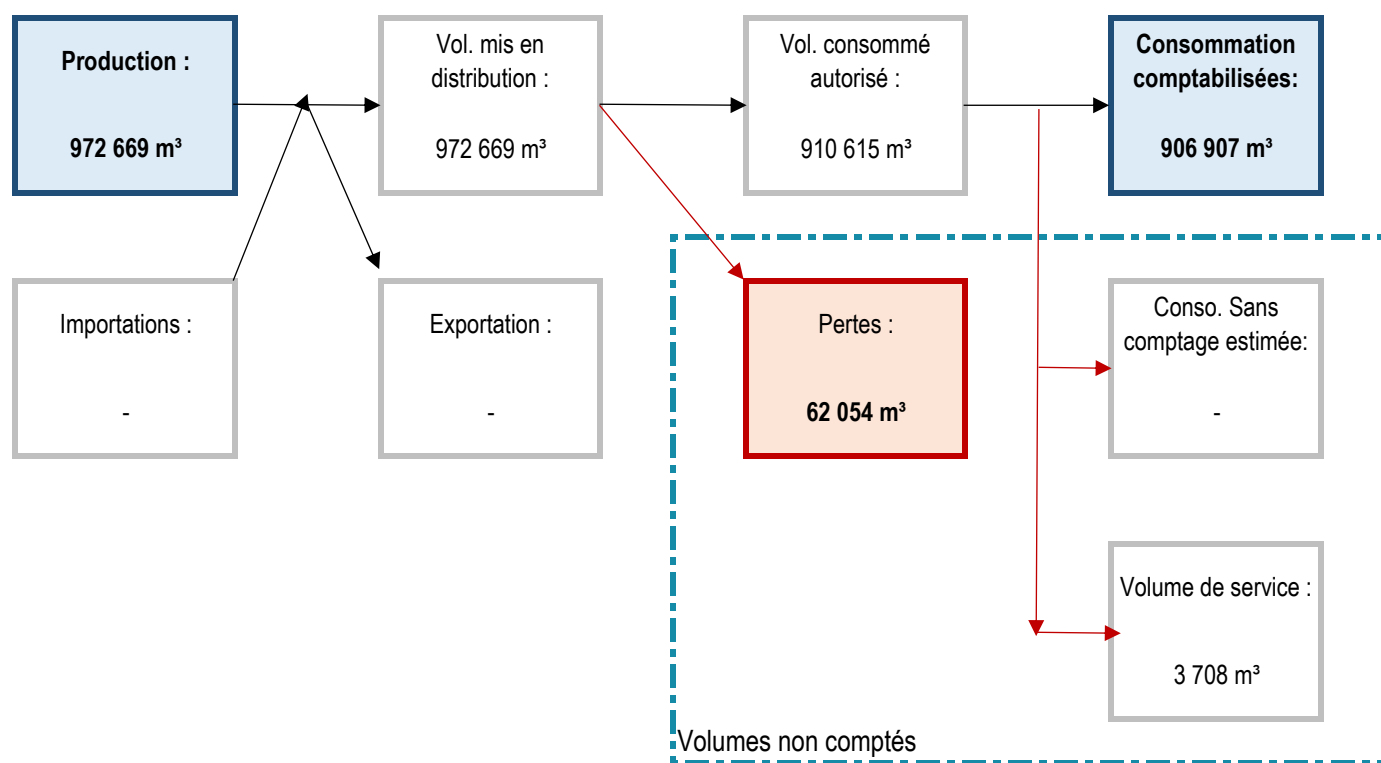 Production :
972 669 m³
Vol. mis en
distribution :
972 669 m³
Vol. consommé
autorisé :
910 615 m³
Consommation
comptabilisées:
906 907 m³
Importations :
-
Exportation :
-
Pertes :
62 054 m³
Conso. Sans
comptage estimée:
-
Volume de service :
3 708 m³
Volumes non comptés